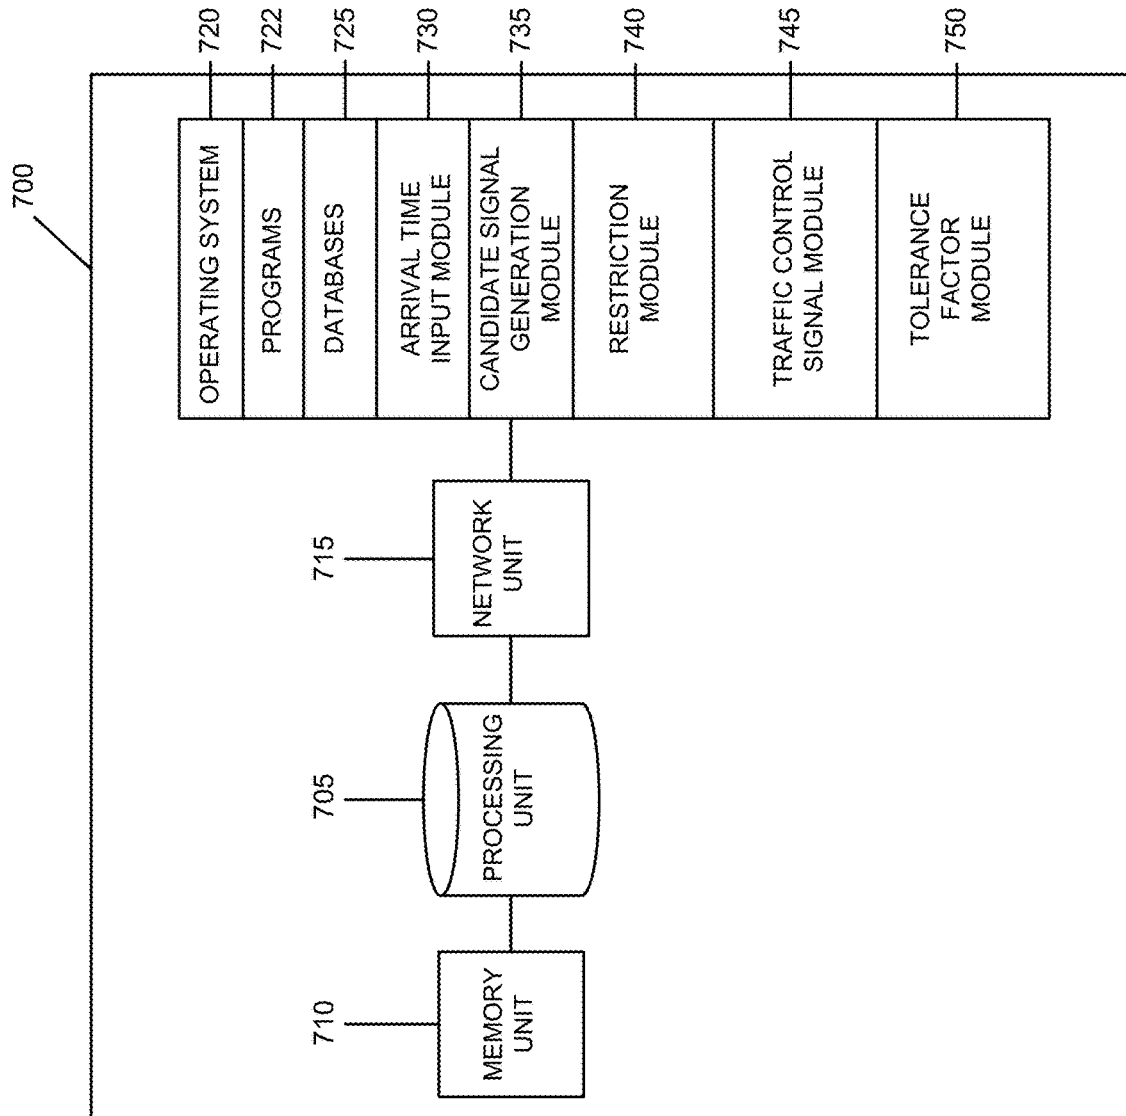 700
720
722
725
730
735
740
745
750
OPERATING SYSTEM
PROGRAMS
DATABASES
ARRIVAL TIME
INPUT MODULE
CANDIDATE SIGNAL
GENERATION
MODULE
RESTRICTION
MODULE
TRAFFIC CONTROL
SIGNAL MODULE
TOLERANCE
FACTOR
MODULE
715
NETWORK
UNIT
705
PROCESSING
UNIT
710
MEMORY
UNIT